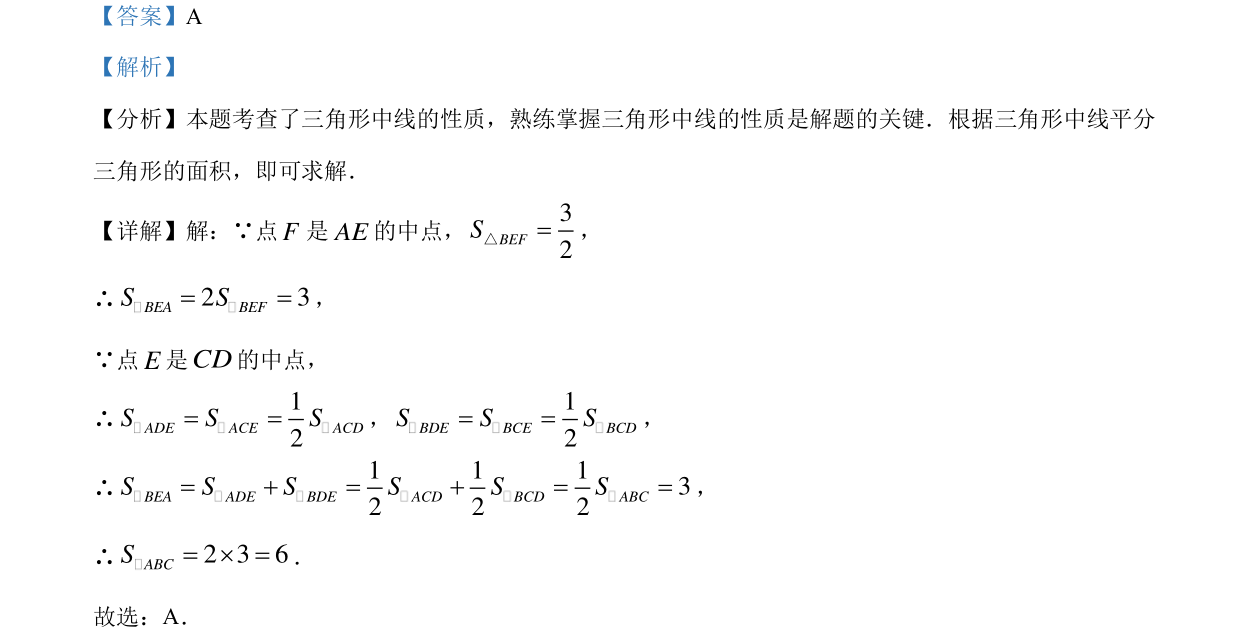 【答案】A
【解析】
【分析】本题考查了三角形中线的性质，熟练掌握三角形中线的性质是解题的关键．根据三角形中线平分
三角形的面积，即可求解．
【详解】解：∵点 F 是 AE 的中点，S△BEF = 3/2，
∴ S□BEA = 2S□BEF = 3，
∵点 E 是 CD 的中点，
∴ S□ADE = S□ACE = 1/2 S□ACD，S□BDE = S□BCE = 1/2 S□BCD，
∴ S□BEA = S□ADE + S□BDE = 1/2 S□ACD + 1/2 S□BCD = 1/2 S□ABC = 3，
∴ S□ABC = 2×3=6．
故选：A．